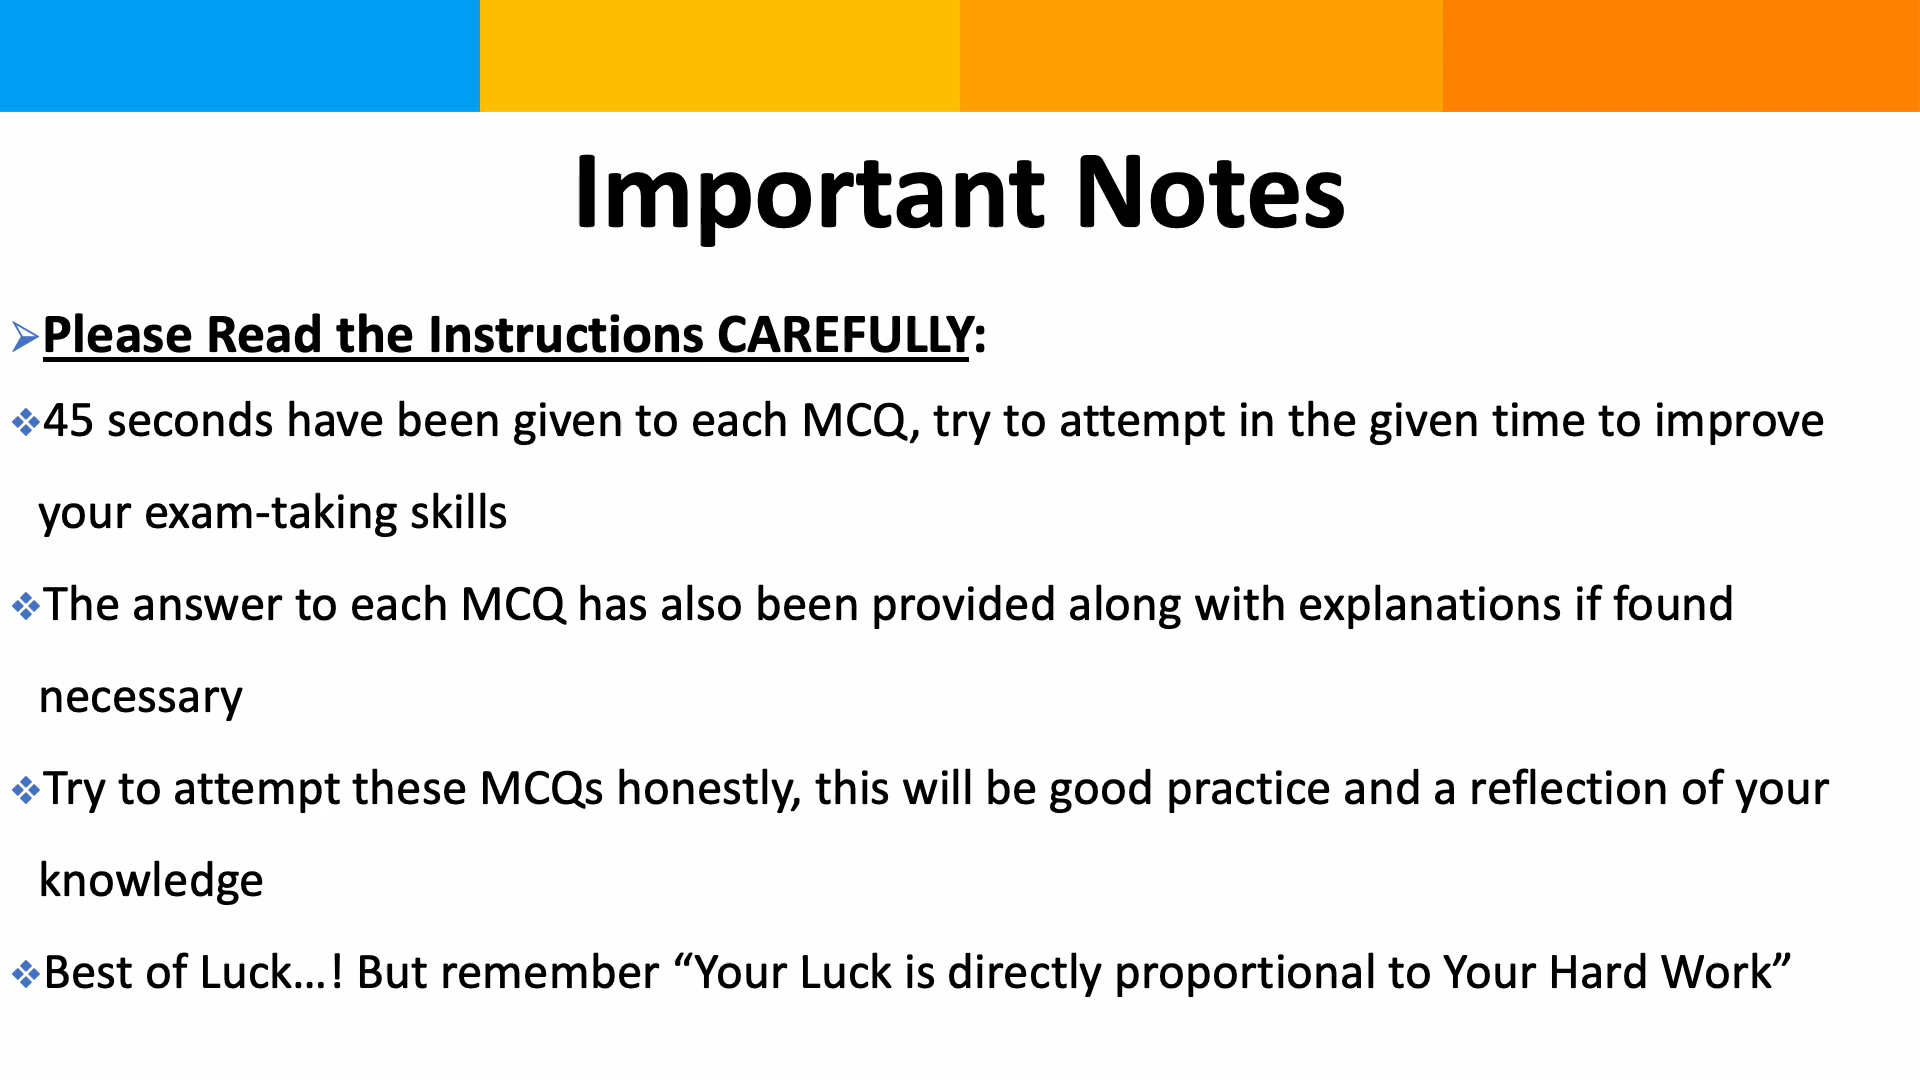 Important Notes
➢Please Read the Instructions CAREFULLY:
❖45 seconds have been given to each MCQ, try to attempt in the given time to improve
your exam-taking skills
❖The answer to each MCQ has also been provided along with explanations if found
necessary
❖Try to attempt these MCQs honestly, this will be good practice and a reflection of your
knowledge
❖Best of Luck…! But remember “Your Luck is directly proportional to Your Hard Work”